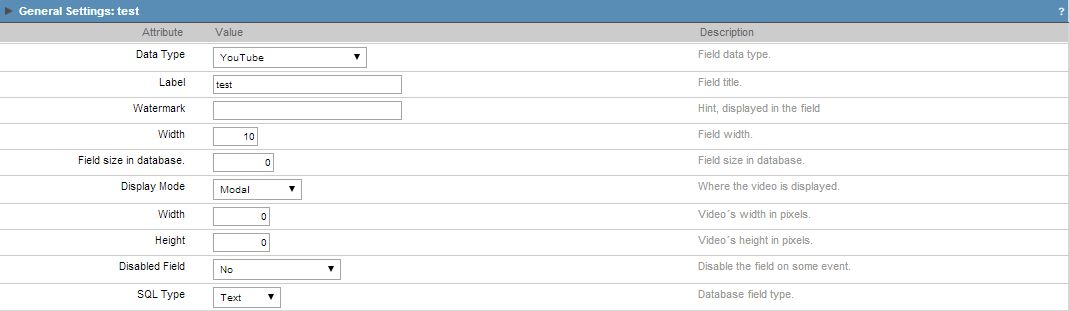 General Settings: test ?
Attribute Value Description
Data Type YouTube Field data type.
Label test Field title.
Watermark Hint, displayed in the field
Width 10 Field width.
Field size in database. 0 Field size in database.
Display Mode Modal Where the video is displayed.
Width 0 Video´s width in pixels.
Height 0 Video´s height in pixels.
Disabled Field No Disable the field on some event.
SQL Type Text Database field type.